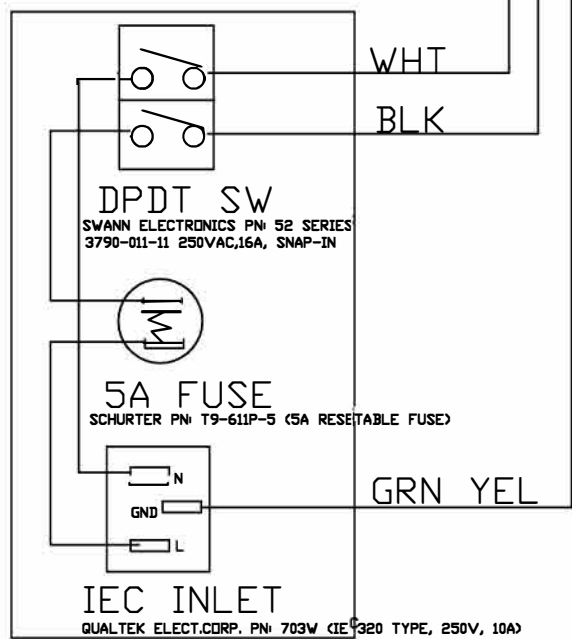 WHT
BLK
DPDT SW
SWANN ELECTRONICS PN: 52 SERIES
3790-011-11 250VAC,16A, SNAP-IN
5A FUSE
SCHURTER PN: T9-611P-5 (5A RESETABLE FUSE)
N
GND
GRN YEL
L
IEC INLET
QUALTEK ELECT.CORP. PN: 703W (IEC 320 TYPE, 250V, 10A)